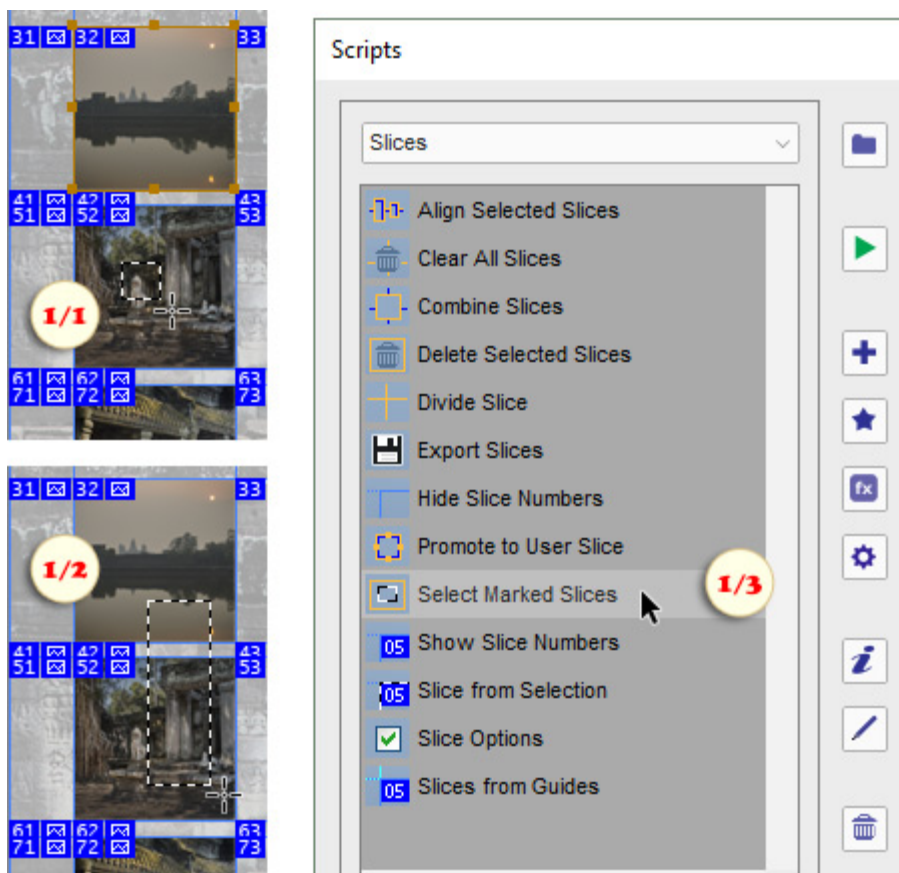 31 32 33
41 42 43
51 52 53
1/1
61 62 63
71 72 73
31 32 33
1/2
41 42 43
51 52 53
61 62 63
71 72 73
Scripts
Slices
Align Selected Slices
Clear All Slices
Combine Slices
Delete Selected Slices
Divide Slice
Export Slices
Hide Slice Numbers
Promote to User Slice
Select Marked Slices
1/3
05 Show Slice Numbers
05 Slice from Selection
Slice Options
05 Slices from Guides
fx
i